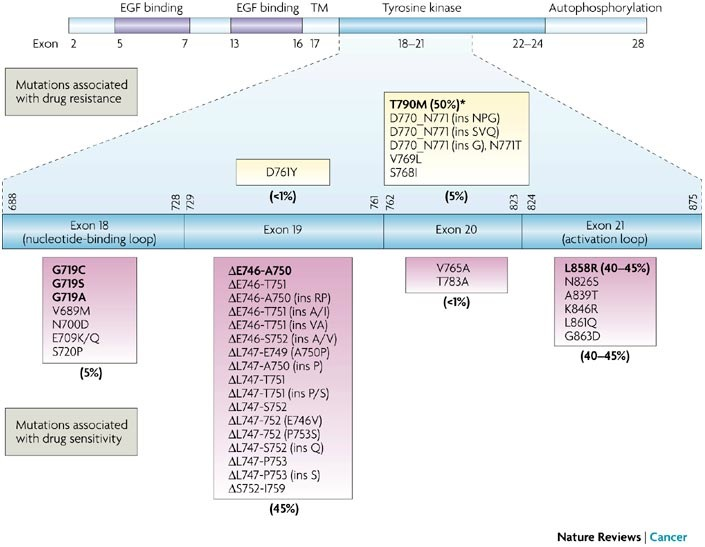 EGF binding EGF binding TM Tyrosine kinase Autophosphorylation
Exon 2 5 7 13 16 17 18–21 22–24 28
Mutations associated
with drug resistance
T790M (50%)*
D770_N771 (ins NPG)
D770_N771 (ins SVQ)
D770_N771 (ins G), N771T
V769L
S768I
(5%)
D761Y
(<1%)
688 728 729 761 762 823 824 875
Exon 18
(nucleotide-binding loop)
Exon 19
Exon 20
Exon 21
(activation loop)
G719C
G719S
G719A
V689M
N700D
E709K/Q
S720P
(5%)
ΔE746-A750
ΔE746-T751
ΔE746-A750 (ins RP)
ΔE746-T751 (ins A/I)
ΔE746-T751 (ins VA)
ΔE746-S752 (ins A/V)
ΔL747-E749 (A750P)
ΔL747-A750 (ins P)
ΔL747-T751
ΔL747-T751 (ins P/S)
ΔL747-S752
ΔL747-752 (E746V)
ΔL747-752 (P753S)
ΔL747-S752 (ins Q)
ΔL747-P753
ΔL747-P753 (ins S)
ΔS752-I759
(45%)
V765A
T783A
(<1%)
L858R (40–45%)
N826S
A839T
K846R
L861Q
G863D
(40–45%)
Mutations associated
with drug sensitivity
Nature Reviews | Cancer